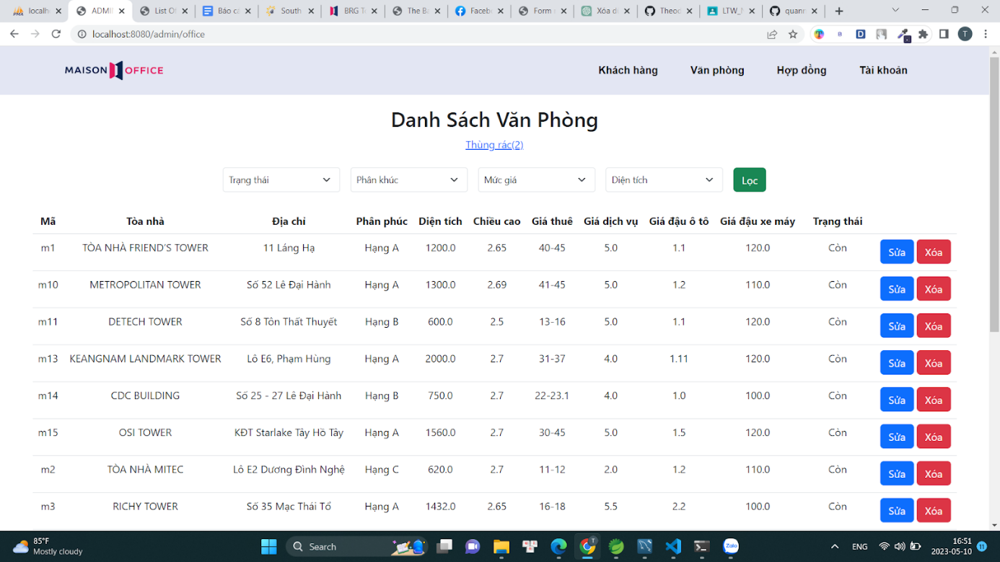 localh
ADMI
List Of
Báo cá
South
BRG T
The B
Faceb
Form
Xóa d
Theod
LTW_
quann
localhost:8080/admin/office
T
MAISON OFFICE
Khách hàng Văn phòng Hợp đồng Tài khoản
Danh Sách Văn Phòng
Thùng rác(2)
Trạng thái Phân khúc Mức giá Diện tích Lọc
Mã Tòa nhà Địa chỉ Phân phúc Diện tích Chiều cao Giá thuê Giá dịch vụ Giá đậu ô tô Giá đậu xe máy Trạng thái
m1 TÒA NHÀ FRIEND'S TOWER 11 Láng Hạ Hạng A 1200.0 2.65 40-45 5.0 1.1 120.0 Còn Sửa Xóa
m10 METROPOLITAN TOWER Số 52 Lê Đại Hành Hạng A 1300.0 2.69 41-45 5.0 1.2 110.0 Còn Sửa Xóa
m11 DETECH TOWER Số 8 Tôn Thất Thuyết Hạng B 600.0 2.5 13-16 5.0 1.1 120.0 Còn Sửa Xóa
m13 KEANGNAM LANDMARK TOWER Lô E6, Phạm Hùng Hạng A 2000.0 2.7 31-37 4.0 1.11 120.0 Còn Sửa Xóa
m14 CDC BUILDING Số 25 - 27 Lê Đại Hành Hạng B 750.0 2.7 22-23.1 4.0 1.0 100.0 Còn Sửa Xóa
m15 OSI TOWER KĐT Starlake Tây Hồ Tây Hạng A 1560.0 2.7 30-45 5.0 1.5 120.0 Còn Sửa Xóa
m2 TÒA NHÀ MITEC Lô E2 Dương Đình Nghệ Hạng C 620.0 2.7 11-12 2.0 1.2 110.0 Còn Sửa Xóa
m3 RICHY TOWER Số 35 Mạc Thái Tổ Hạng A 1432.0 2.65 16-18 5.5 2.2 100.0 Còn Sửa Xóa
85°F
Mostly cloudy
Search
Zalo
ENG
16:51
2023-05-10
11